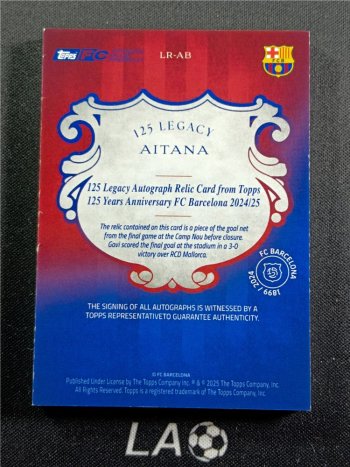 Topps FC LR-AB FCB
125 LEGACY
AITANA
125 Legacy Autograph Relic Card from Topps
125 Years Anniversary FC Barcelona 2024/25
The relic contained on this card is a piece of the goal net
from the final game at the Camp Nou before closure.
Gavi scored the final goal at the stadium in a 3-0
victory over RCD Mallorca.
FC BARCELONA
1899 / 2024
THE SIGNING OF ALL AUTOGRAPHS IS WITNESSED BY A
TOPPS REPRESENTATIVETO GUARANTEE AUTHENTICITY.
© FC BARCELONA
Published Under License by The Topps Company Inc. ® & © 2025 The Topps Company, Inc.
All Rights Reserved. Topps is a registered trademark of The Topps Company, Inc.
LA